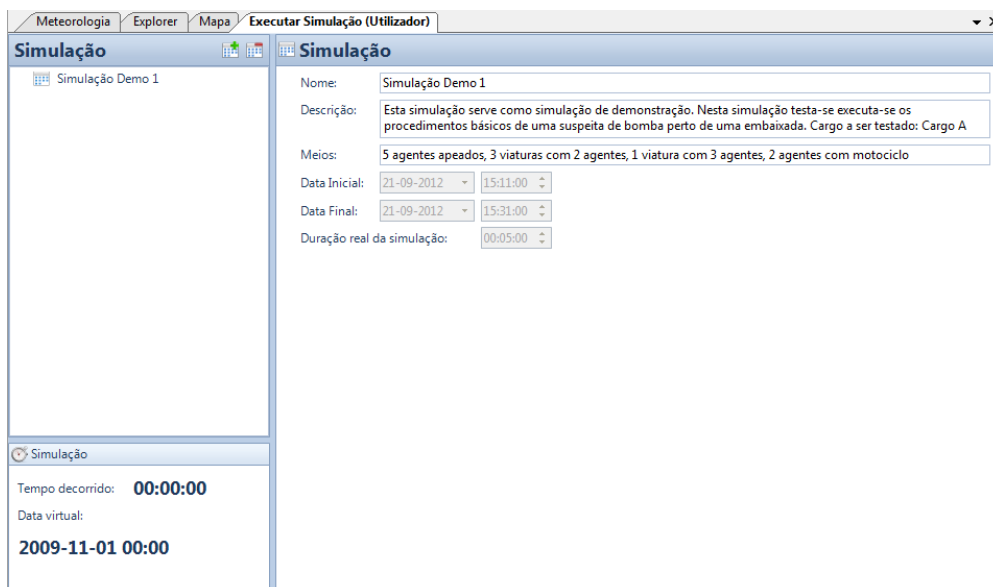 Meteorologia Explorer Mapa Executar Simulação (Utilizador)
Simulação
Simulação Demo 1
Simulação
Tempo decorrido: 00:00:00
Data virtual:
2009-11-01 00:00
Simulação
Nome: Simulação Demo 1
Descrição: Esta simulação serve como simulação de demonstração. Nesta simulação testa-se executa-se os
procedimentos básicos de uma suspeita de bomba perto de uma embaixada. Cargo a ser testado: Cargo A
Meios: 5 agentes apeados, 3 viaturas com 2 agentes, 1 viatura com 3 agentes, 2 agentes com motociclo
Data Inicial: 21-09-2012 15:11:00
Data Final: 21-09-2012 15:31:00
Duração real da simulação: 00:05:00